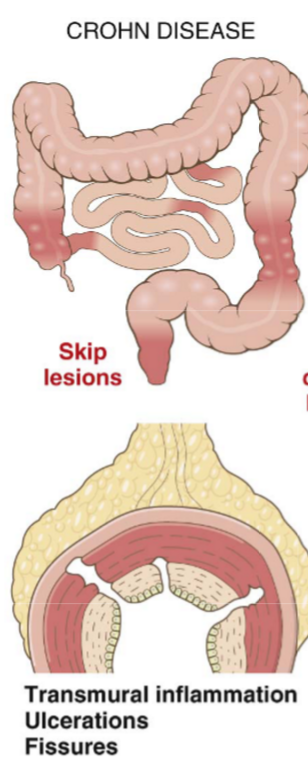 CROHN DISEASE
Skip
lesions
Transmural inflammation
Ulcerations
Fissures